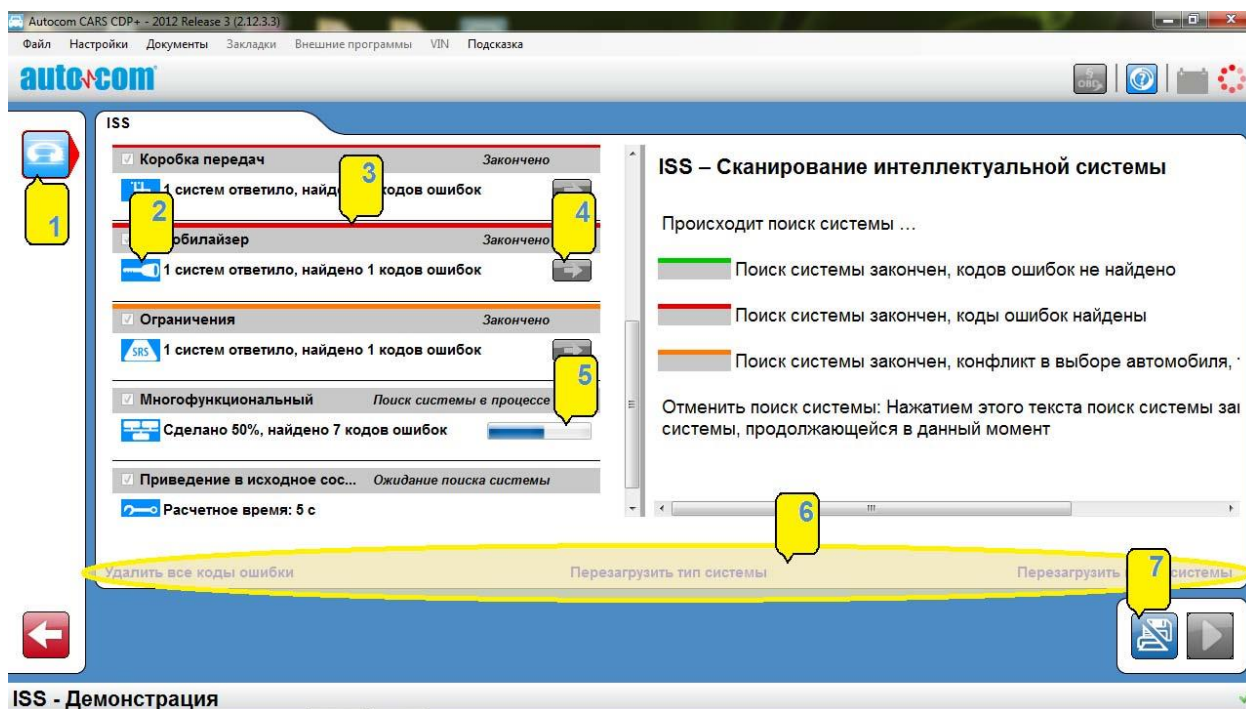 Autocom CARS CDP+ - 2012 Release 3 (2.12.3.3)
Файл Настройки Документы Закладки Внешние программы VIN Подсказка
auto com
OBD
ISS
Коробка передач Закончено
1 систем ответило, кодов ошибок
Закончено
1 систем ответило, найдено 1 кодов ошибок
Ограничения Закончено
SRS 1 систем ответило, найдено 1 кодов ошибок
Многофункциональный Поиск системы в процессе
Сделано 50%, найдено 7 кодов ошибок
Приведение в исходное сос... Ожидание поиска системы
Расчетное время: 5 с
1
2
3
4
5
6
7
ISS – Сканирование интеллектуальной системы
Происходит поиск системы ...
Поиск системы закончен, кодов ошибок не найдено
Поиск системы закончен, коды ошибок найдены
Поиск системы закончен, конфликт в выборе автомобиля,
Отменить поиск системы: Нажатием этого текста поиск системы
системы, продолжающейся в данный момент
Удалить все коды ошибки Перезагрузить тип системы Перезагрузить системы
ISS - Демонстрация